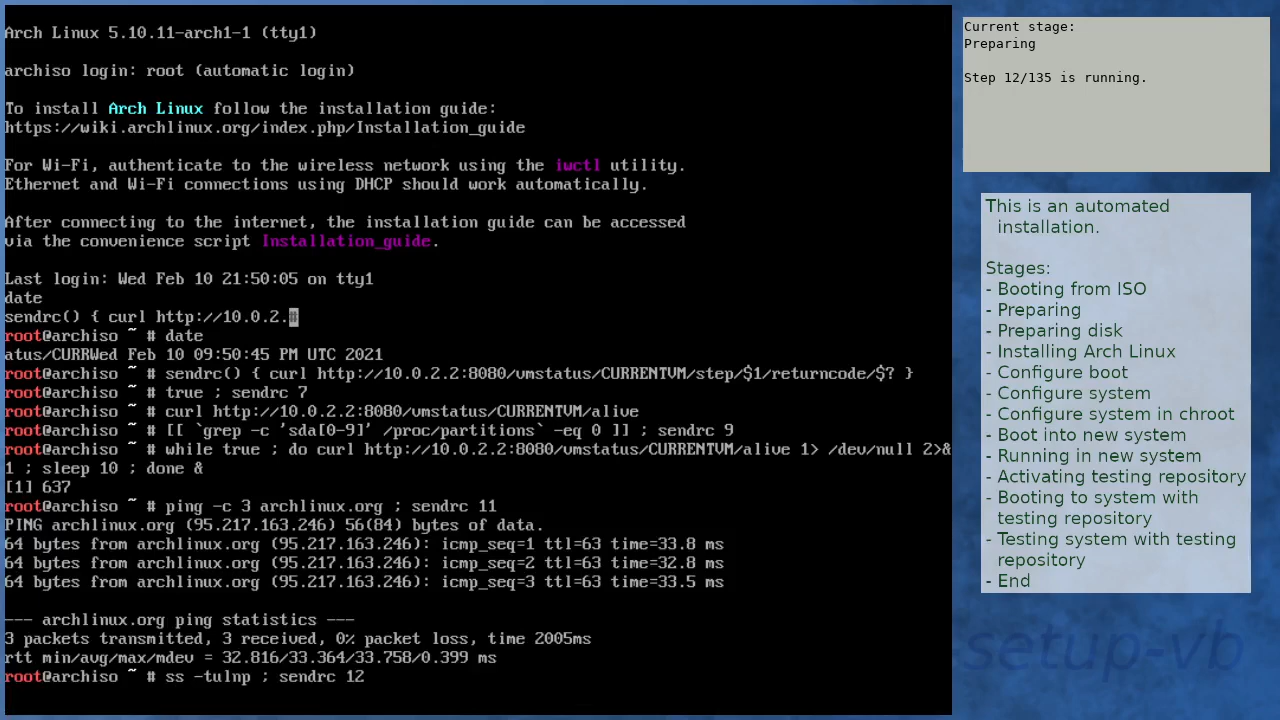 Arch Linux 5.10.11-arch1-1 (tty1)
archiso login: root (automatic login)
To install Arch Linux follow the installation guide:
https://wiki.archlinux.org/index.php/Installation_guide
For Wi-Fi, authenticate to the wireless network using the iwctl utility.
Ethernet and Wi-Fi connections using DHCP should work automatically.
After connecting to the internet, the installation guide can be accessed
via the convenience script Installation_guide.
Last login: Wed Feb 10 21:50:05 on tty1
date
sendrc() { curl http://10.0.2.#
root@archiso ~ # date
atus/CURRWed Feb 10 09:50:45 PM UTC 2021
root@archiso ~ # sendrc() { curl http://10.0.2.2:8080/vmstatus/CURRENTVM/step/$1/returncode/$? }
root@archiso ~ # true ; sendrc 7
root@archiso ~ # curl http://10.0.2.2:8080/vmstatus/CURRENTVM/alive
root@archiso ~ # [[ `grep -c 'sda[0-9]' /proc/partitions` -eq 0 ]] ; sendrc 9
root@archiso ~ # while true ; do curl http://10.0.2.2:8080/vmstatus/CURRENTVM/alive 1> /dev/null 2>&
1 ; sleep 10 ; done &
[1] 637
root@archiso ~ # ping -c 3 archlinux.org ; sendrc 11
PING archlinux.org (95.217.163.246) 56(84) bytes of data.
64 bytes from archlinux.org (95.217.163.246): icmp_seq=1 ttl=63 time=33.8 ms
64 bytes from archlinux.org (95.217.163.246): icmp_seq=2 ttl=63 time=32.8 ms
64 bytes from archlinux.org (95.217.163.246): icmp_seq=3 ttl=63 time=33.5 ms
--- archlinux.org ping statistics ---
3 packets transmitted, 3 received, 0% packet loss, time 2005ms
rtt min/avg/max/mdev = 32.816/33.364/33.758/0.399 ms
root@archiso ~ # ss -tulnp ; sendrc 12
Current stage:
Preparing
Step 12/135 is running.
This is an automated
installation.
Stages:
- Booting from ISO
- Preparing
- Preparing disk
- Installing Arch Linux
- Configure boot
- Configure system
- Configure system in chroot
- Boot into new system
- Running in new system
- Activating testing repository
- Booting to system with
testing repository
- Testing system with testing
repository
- End
setup-vb